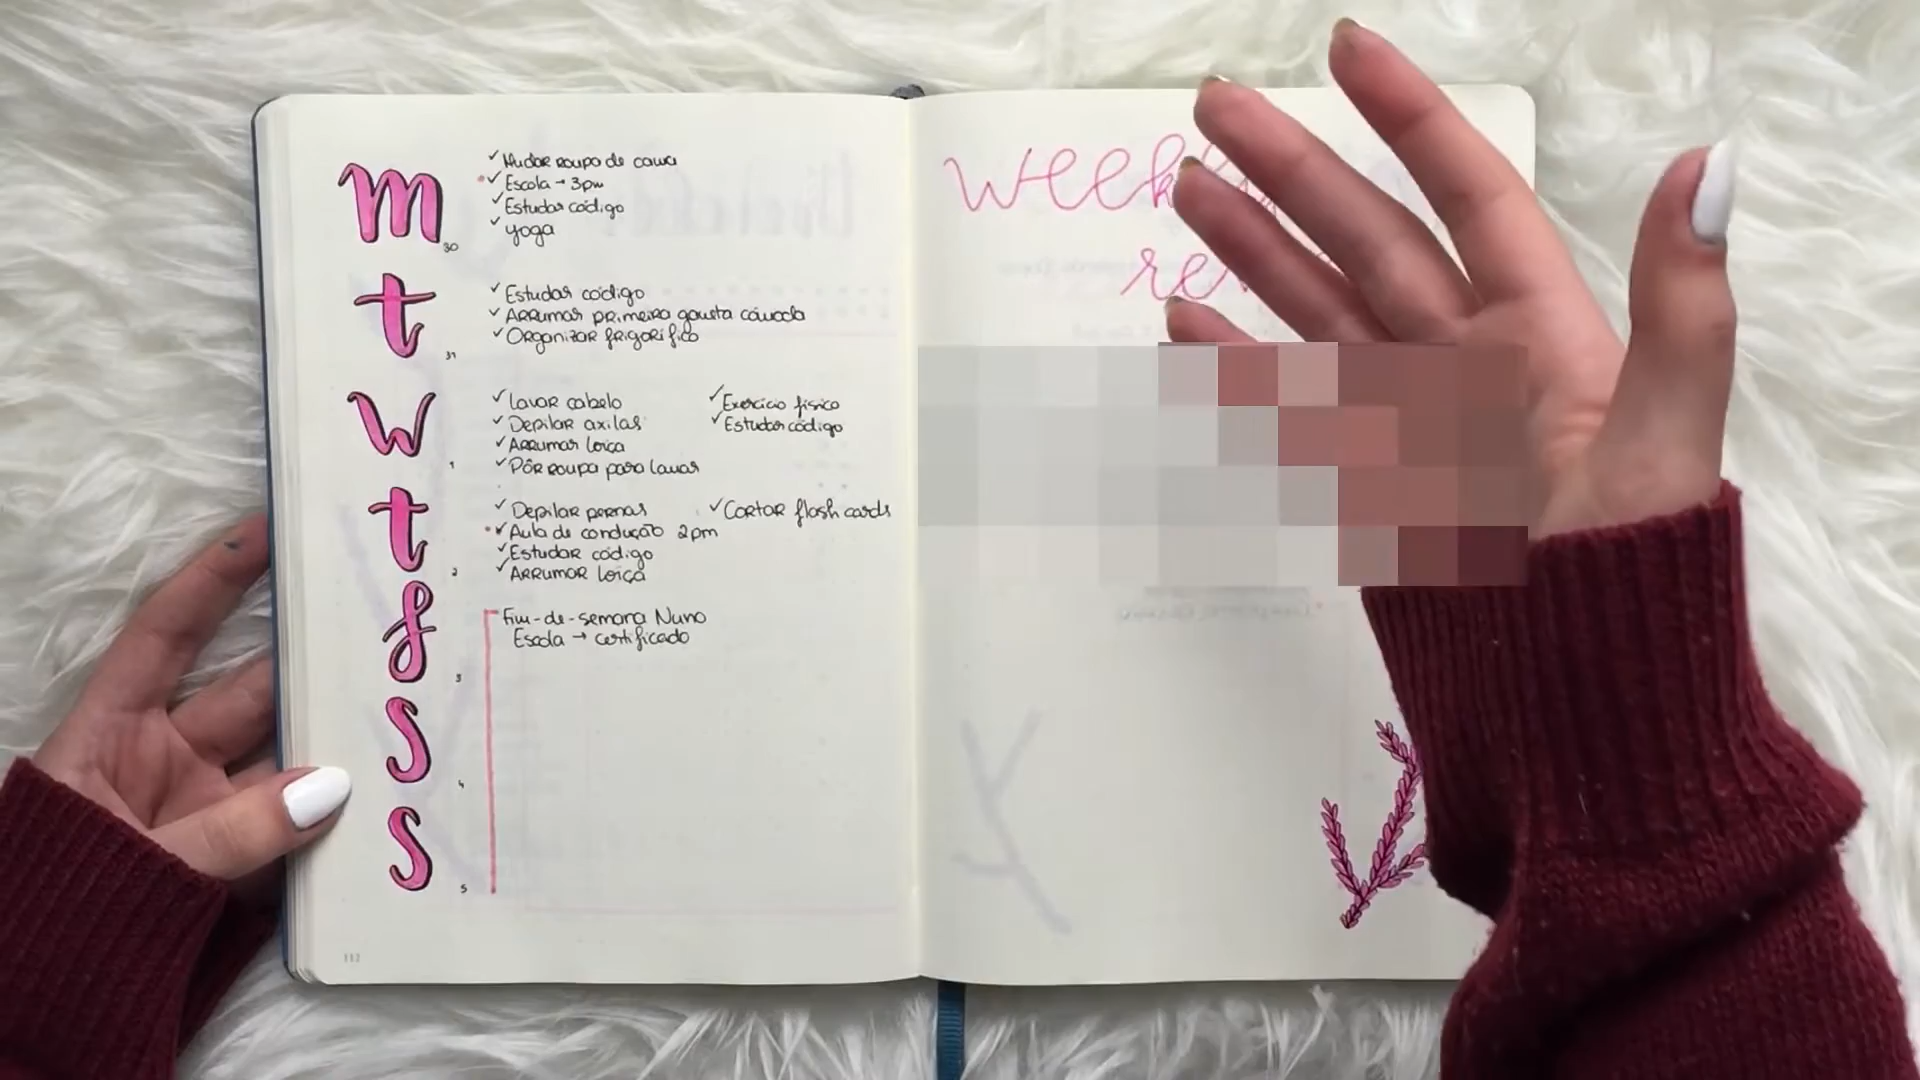 m
30
✓ Mudar roupa de cama
✓ Escola → 3pm
✓ Estudar código
✓ yoga
t
31
✓ Estudar código
✓ Arrumar primeira gaveta cómoda
✓ Organizar frigorífico
w
1
✓ Lavar cabelo
✓ Depilar axilas
✓ Arrumar loiça
✓ Pôr roupa para lavar
✓ Exercício físico
✓ Estudar código
t
2
✓ Depilar pernas
✓ Aula de condução 2pm
✓ Estudar código
✓ Arrumar loiça
✓ Cortar flash cards
f
3
Fim-de-semana Nuno
Escola → certificado
s
4
s
5
112